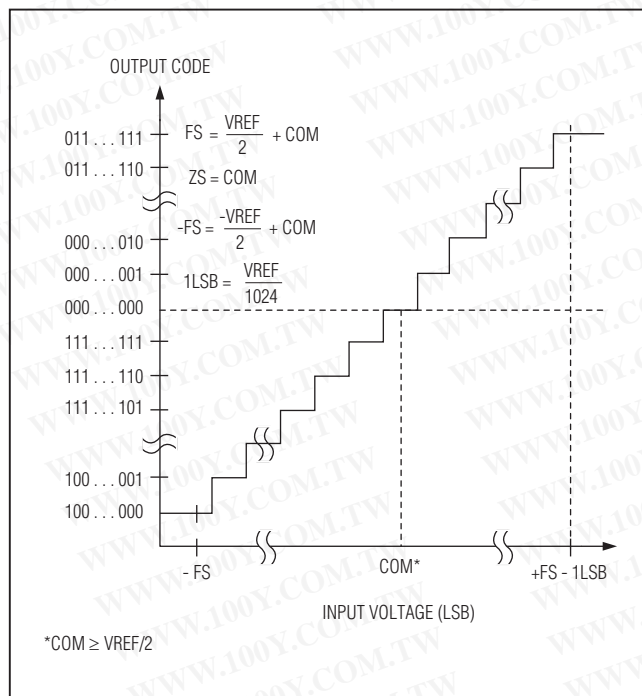 OUTPUT CODE
011 . . . 111
011 . . . 110
000 . . . 010
000 . . . 001
000 . . . 000
111 . . . 111
111 . . . 110
111 . . . 101
100 . . . 001
100 . . . 000
FS = VREF/2 + COM
ZS = COM
-FS = -VREF/2 + COM
1LSB = VREF/1024
- FS
COM*
+FS - 1LSB
INPUT VOLTAGE (LSB)
*COM ≥ VREF/2
WWW.100Y.COM.TW